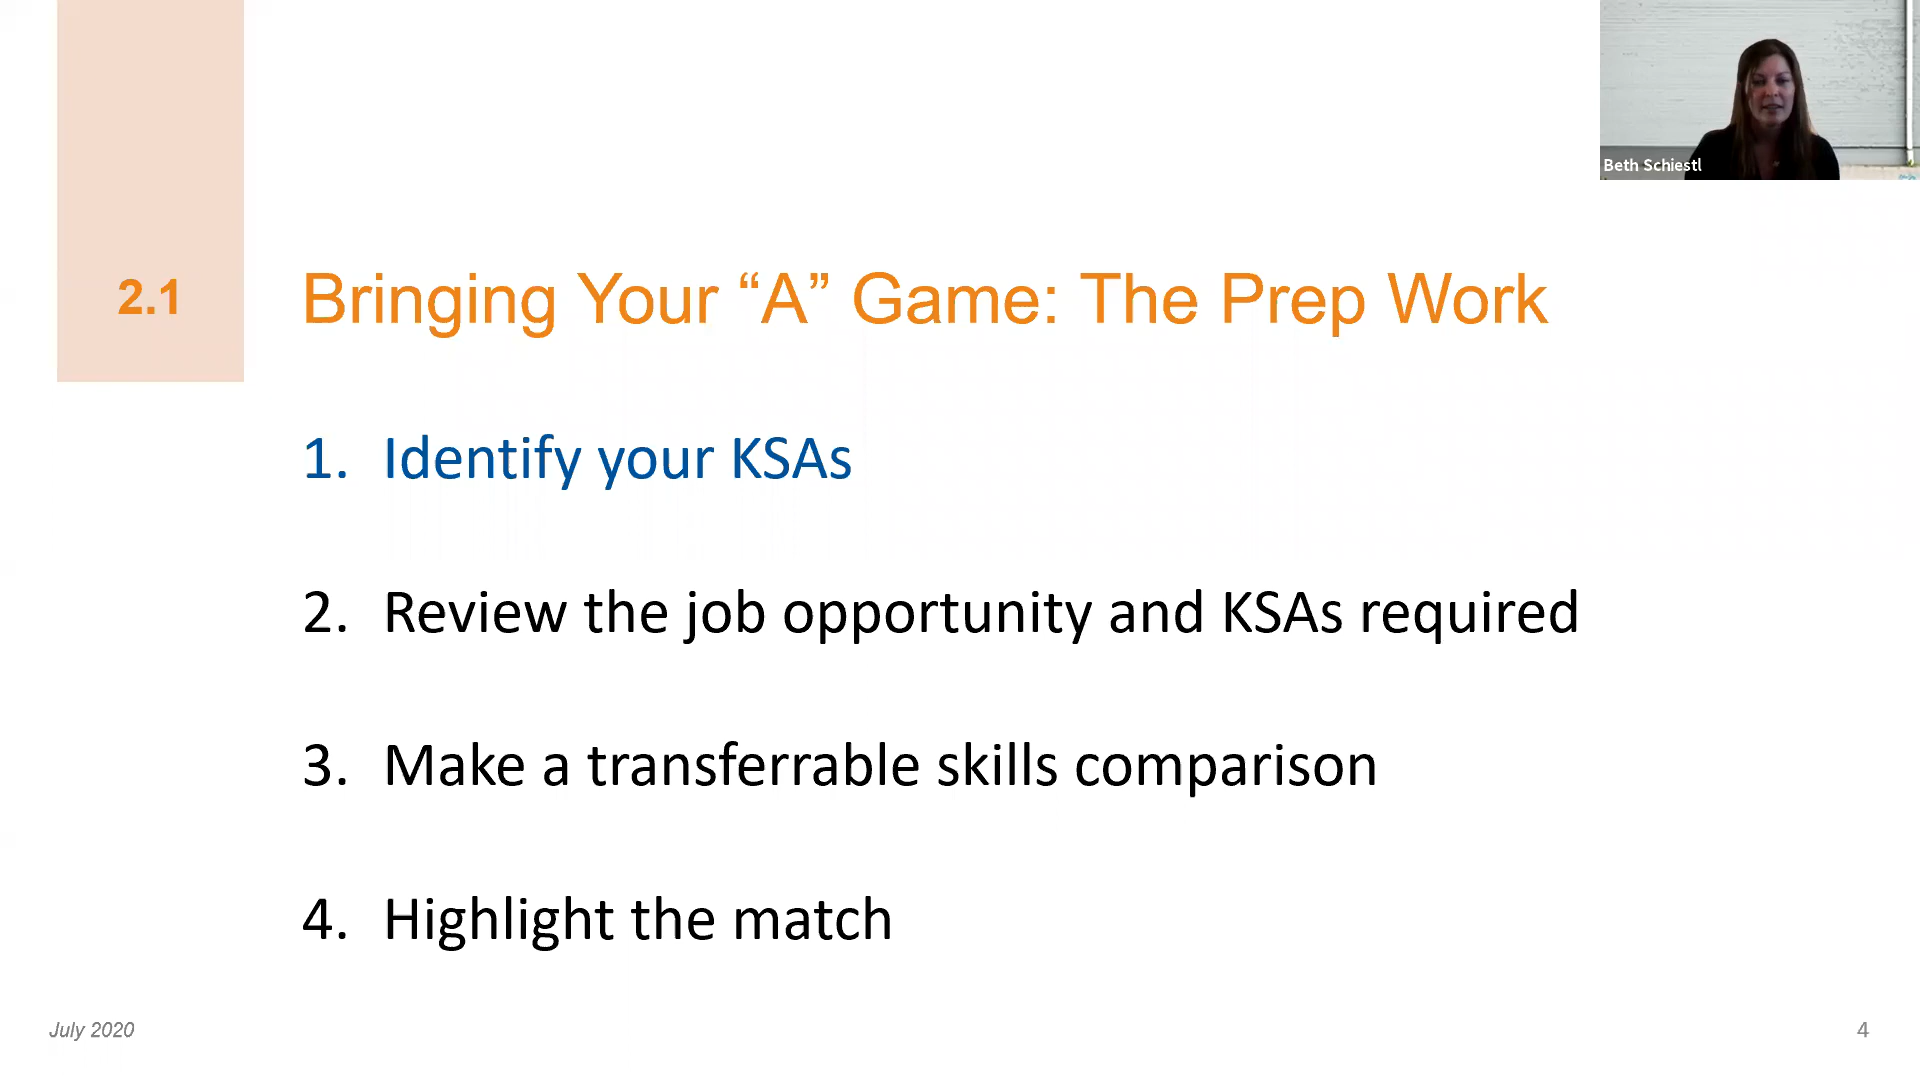 Beth Schiestl
2.1
Bringing Your “A” Game: The Prep Work
1. Identify your KSAs
2. Review the job opportunity and KSAs required
3. Make a transferrable skills comparison
4. Highlight the match
July 2020
4